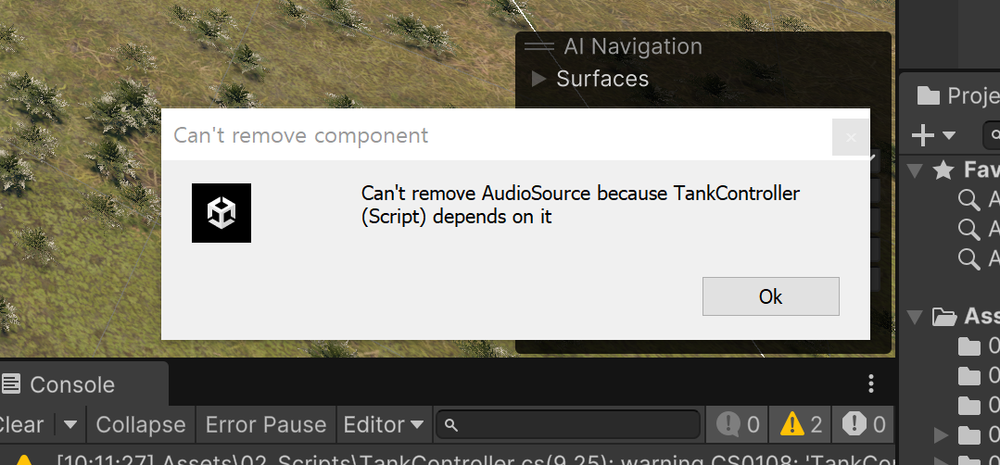 AI Navigation
Surfaces
Can't remove component
Can't remove AudioSource because TankController
(Script) depends on it
Ok
Console
Clear
Collapse
Error Pause
Editor
0
2
0
[10:11:27] Assets\02_Scripts\TankController.cs(9,25): warning CS0108: 'TankCon
Proje
Fav
A
A
A
Ass
0
0
0
0
0